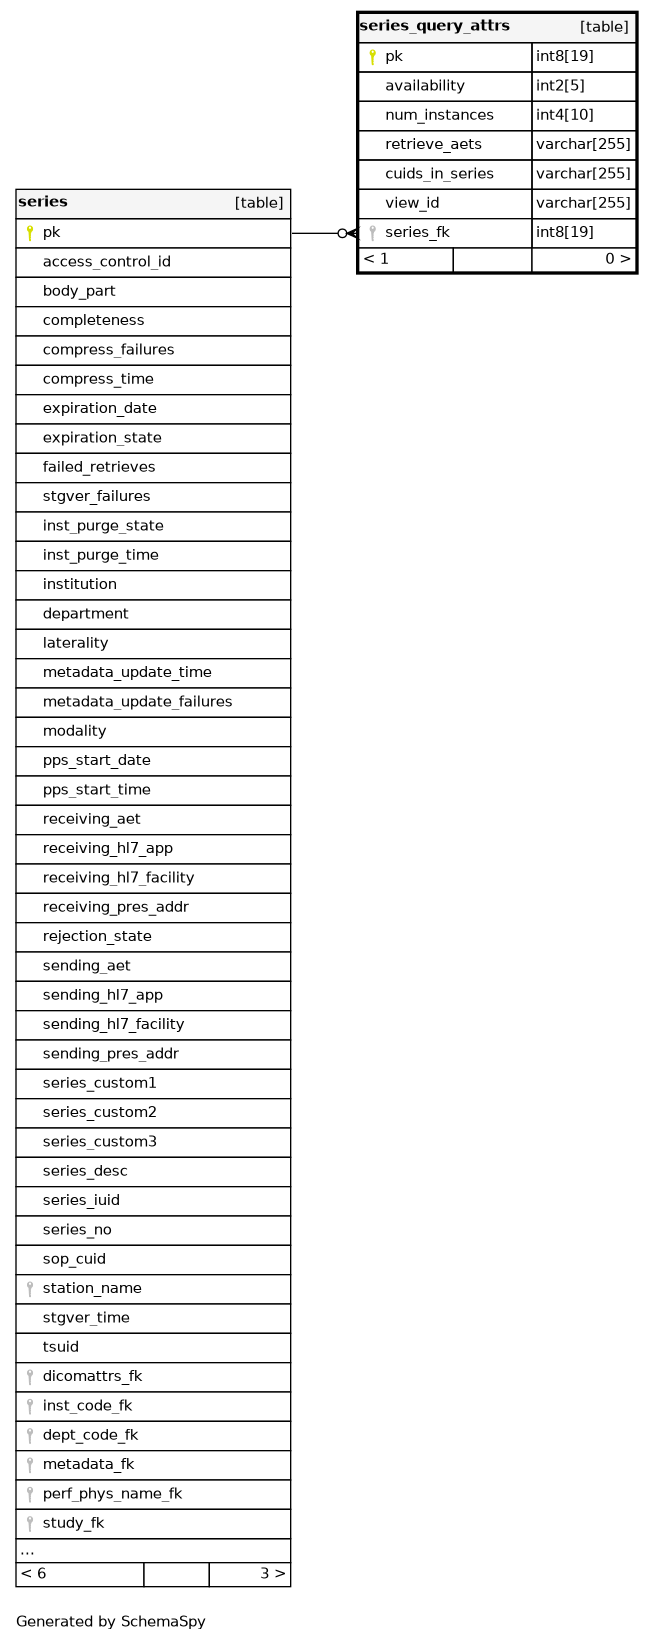 series_query_attrs [table]
pk int8[19]
availability int2[5]
num_instances int4[10]
retrieve_aets varchar[255]
cuids_in_series varchar[255]
view_id varchar[255]
series_fk int8[19]
< 1 0 >
series [table]
pk
access_control_id
body_part
completeness
compress_failures
compress_time
expiration_date
expiration_state
failed_retrieves
stgver_failures
inst_purge_state
inst_purge_time
institution
department
laterality
metadata_update_time
metadata_update_failures
modality
pps_start_date
pps_start_time
receiving_aet
receiving_hl7_app
receiving_hl7_facility
receiving_pres_addr
rejection_state
sending_aet
sending_hl7_app
sending_hl7_facility
sending_pres_addr
series_custom1
series_custom2
series_custom3
series_desc
series_iuid
series_no
sop_cuid
station_name
stgver_time
tsuid
dicomattrs_fk
inst_code_fk
dept_code_fk
metadata_fk
perf_phys_name_fk
study_fk
...
< 6 3 >
Generated by SchemaSpy